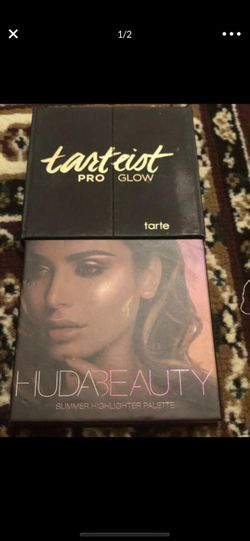 1/2
tarteist
PRO GLOW
tarte
HUDABEAUTY
SUMMER HIGHLIGHTER PALETTE